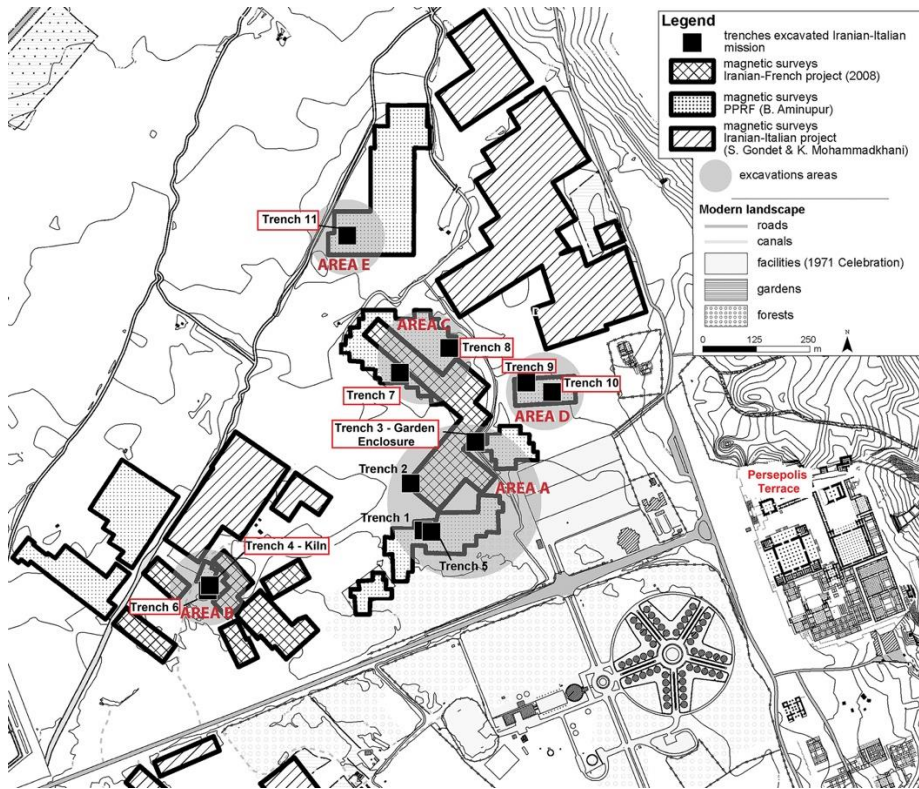 Legend
trenches excavated Iranian-Italian
mission
magnetic surveys
Iranian-French project (2008)
magnetic surveys
PPRF (B. Aminupur)
magnetic surveys
Iranian-Italian project
(S. Gondet & K. Mohammadkhani)
excavations areas
Modern landscape
roads
canals
facilities (1971 Celebration)
gardens
forests
0 125 250
m
N
Trench 11
AREA E
AREA C
Trench 8
Trench 9
Trench 7
Trench 10
AREA D
Trench 3 - Garden
Enclosure
Trench 2
AREA A
Persepolis
Terrace
Trench 1
Trench 4 - Kiln
Trench 5
Trench 6
AREA B